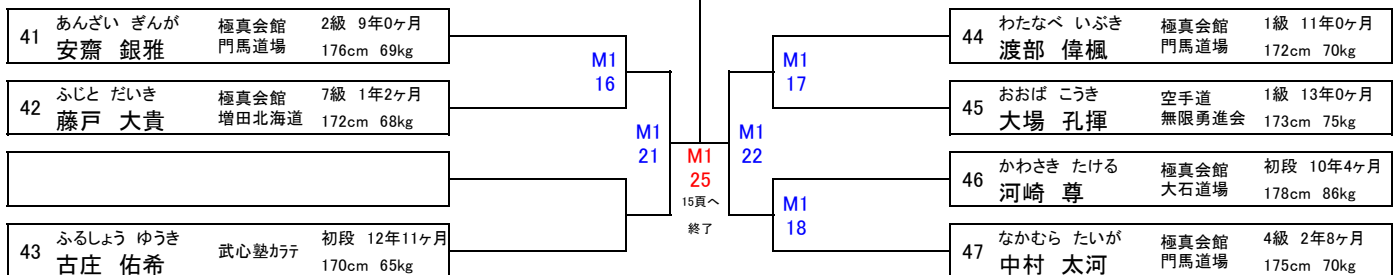 41
あんざい ぎんが
安齋 銀雅
極真会館
門馬道場
2級 9年0ヶ月
176cm 69kg
42
ふじと だいき
藤戸 大貴
極真会館
増田北海道
7級 1年2ヶ月
172cm 68kg
43
ふるしょう ゆうき
古庄 佑希
武心塾カラテ
初段 12年11ヶ月
170cm 65kg
M1
16
M1
21
M1
25
15頁へ
終了
M1
22
M1
17
M1
18
44
わたなべ いぶき
渡部 偉楓
極真会館
門馬道場
1級 11年0ヶ月
172cm 70kg
45
おおば こうき
大場 孔揮
空手道
無限勇進会
1級 13年0ヶ月
173cm 75kg
46
かわさき たける
河崎 尊
極真会館
大石道場
初段 10年4ヶ月
178cm 86kg
47
なかむら たいが
中村 太河
極真会館
門馬道場
4級 2年8ヶ月
175cm 70kg